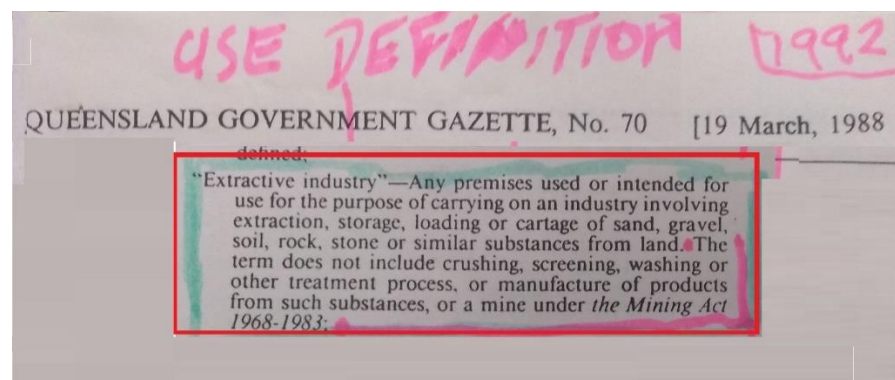 USE DEFINITION 1992
QUEENSLAND GOVERNMENT GAZETTE, No. 70 [19 March, 1988
defined;
“Extractive industry”—Any premises used or intended for
use for the purpose of carrying on an industry involving
extraction, storage, loading or cartage of sand, gravel,
soil, rock, stone or similar substances from land. The
term does not include crushing, screening, washing or
other treatment process, or manufacture of products
from such substances, or a mine under the Mining Act
1968-1983;